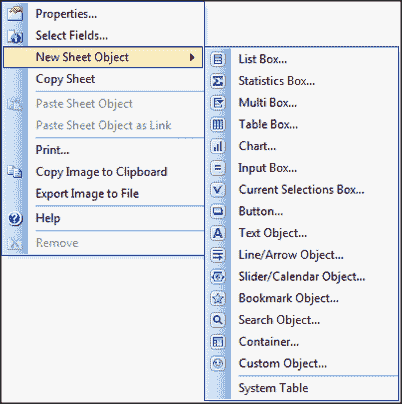 Properties...
Select Fields...
New Sheet Object
Copy Sheet
Paste Sheet Object
Paste Sheet Object as Link
Print...
Copy Image to Clipboard
Export Image to File
Help
Remove
List Box...
Statistics Box...
Multi Box...
Table Box...
Chart...
Input Box...
Current Selections Box...
Button...
Text Object...
Line/Arrow Object...
Slider/Calendar Object...
Bookmark Object...
Search Object...
Container...
Custom Object...
System Table